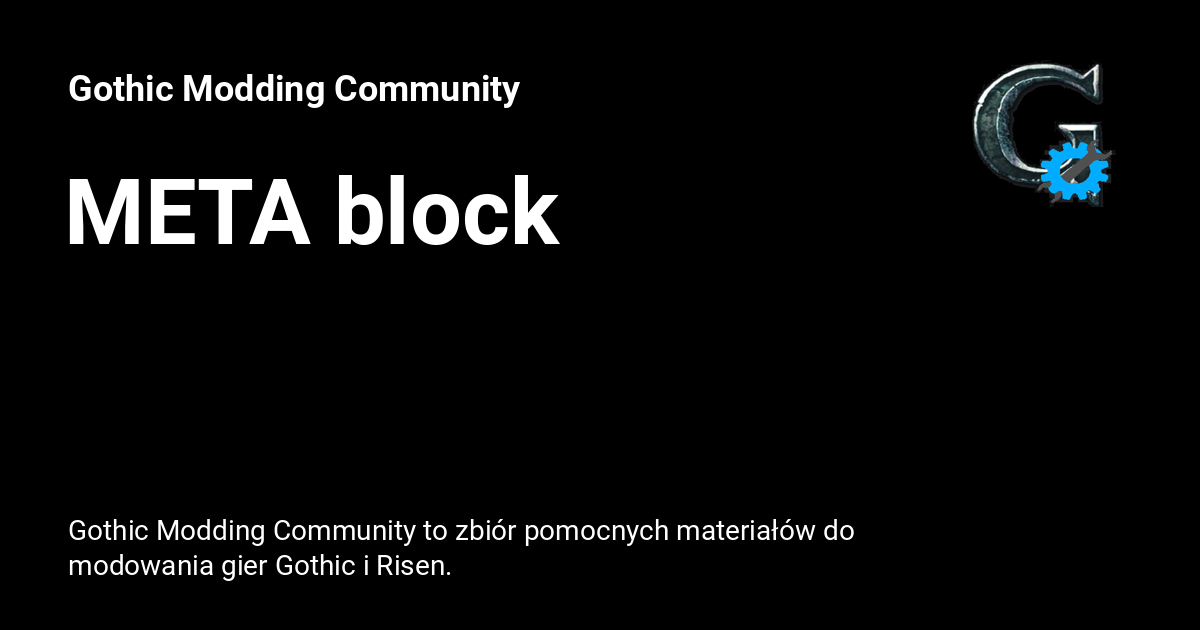 Gothic Modding Community
META block
Gothic Modding Community to zbiór pomocnych materiałów do
modowania gier Gothic i Risen.